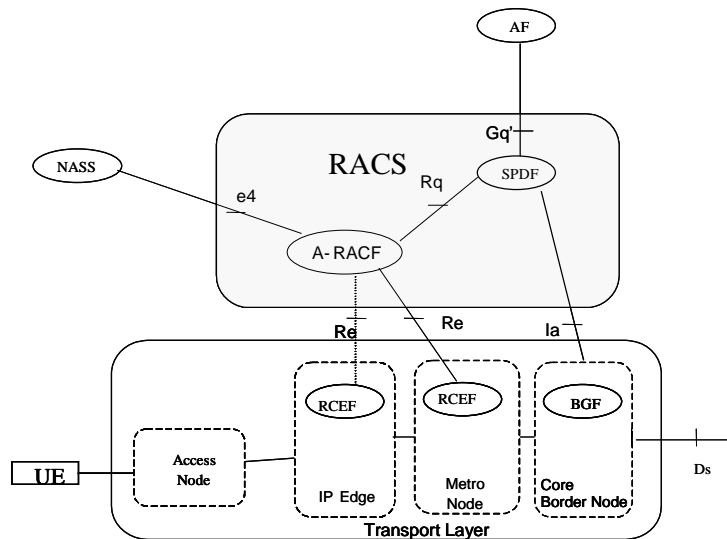 AF
Gq'
RACS
NASS
Rq
SPDF
e4
A- RACF
Re
Re
Ia
RCEF
RCEF
BGF
Access
Node
UE
IP Edge
Metro
Node
Core
Border Node
Ds
Transport Layer